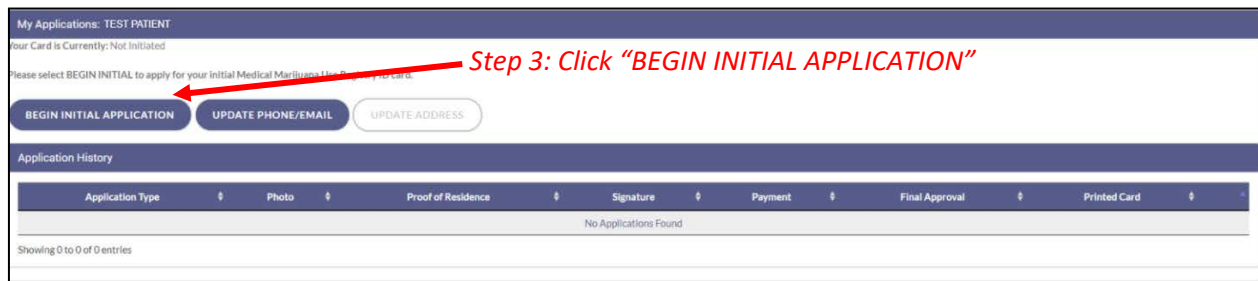 My Applications: TEST PATIENT
Your Card is Currently: Not Initiated
Step 3: Click “BEGIN INITIAL APPLICATION”
Please select BEGIN INITIAL to apply for your initial Medical Marijuana Use Registry ID card.
BEGIN INITIAL APPLICATION UPDATE PHONE/EMAIL UPDATE ADDRESS
Application History
Application Type Photo Proof of Residence Signature Payment Final Approval Printed Card
No Applications Found
Showing 0 to 0 of 0 entries